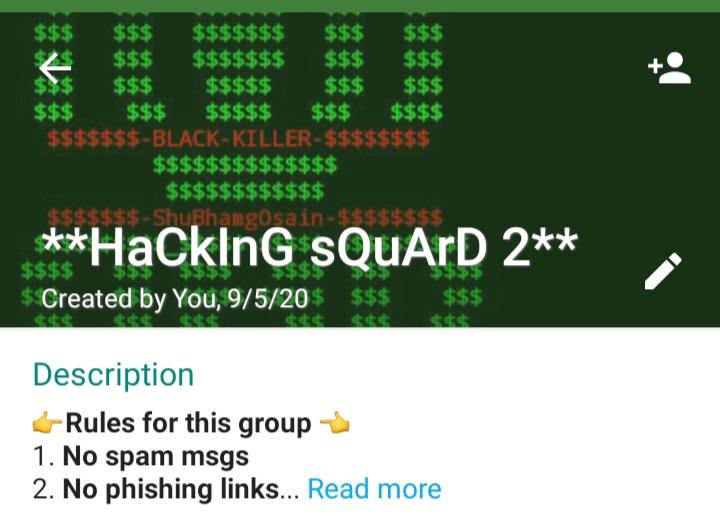 $$$ $$$ $$$$$$$ $$$ $$$
$$$ $$$ $$$$$$$ $$$ $$$
$$$ $$$ $$$$$ $$$ $$$
$$$ $$$ $$$$$ $$$ $$$$
$$$$$$$-BLACK-KILLER-$$$$$$$$
$$$$$$$$$$$$$$
$$$$$$$$$$$$
$$$$$$$-ShuBhamgOsain-$$$$$$$$
**HaCkInG sQuArD 2**
Created by You, 9/5/20
Description
👉Rules for this group 👈
1. No spam msgs
2. No phishing links... Read more